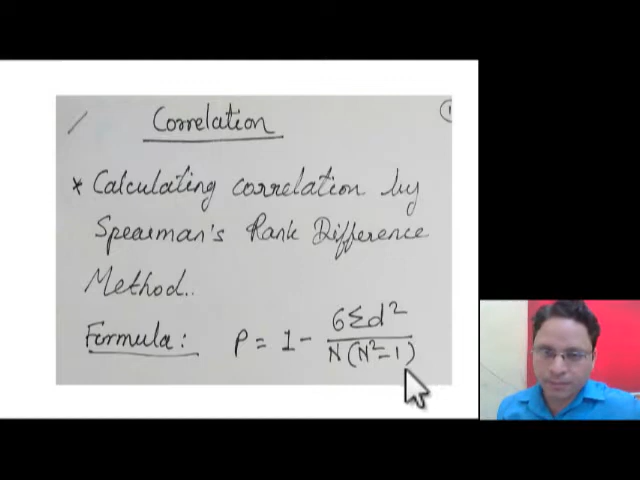 Correlation
* Calculating correlation by
Spearman's Rank Difference
Method..
Formula: ρ = 1 - 6Σd²/N(N²-1)